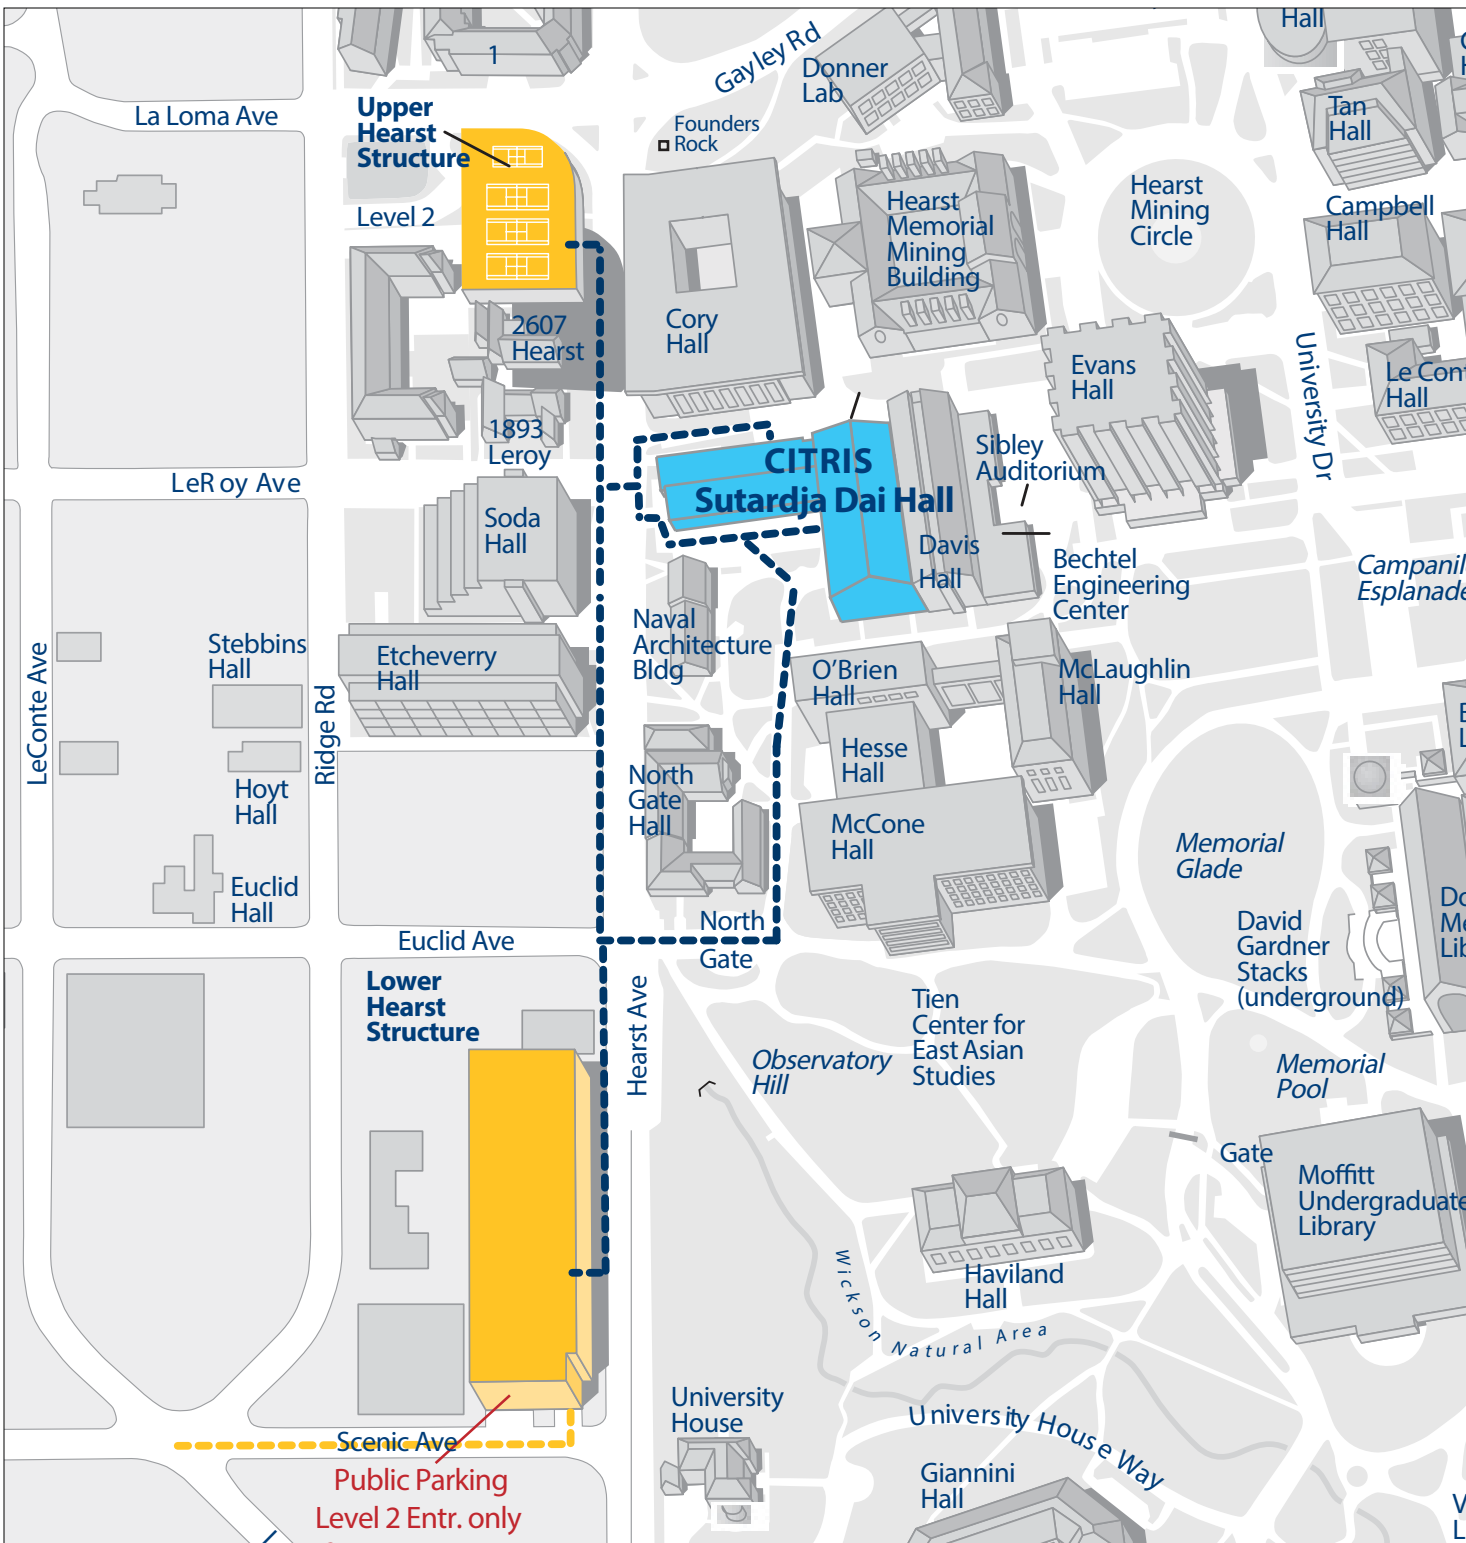 Hall
1
Gayley Rd
Donner
Lab
La Loma Ave
Upper
Hearst
Structure
Founders
Rock
Tan
Hall
Level 2
Hearst
Memorial
Mining
Building
Hearst
Mining
Circle
Campbell
Hall
2607
Hearst
Cory
Hall
Evans
Hall
University Dr
Le Cont
Hall
1893
Leroy
LeRoy Ave
CITRIS
Sutardja Dai Hall
Sibley
Auditorium
Soda
Hall
Davis
Hall
Bechtel
Engineering
Center
Campanil
Esplanade
Naval
Architecture
Bldg
Stebbins
Hall
Etcheverry
Hall
O'Brien
Hall
McLaughlin
Hall
LeConte Ave
Ridge Rd
Hesse
Hall
North
Gate
Hall
Hoyt
Hall
McCone
Hall
Memorial
Glade
Euclid
Hall
Euclid Ave
North
Gate
David
Gardner
Stacks
(underground)
Do
Me
Lib
Lower
Hearst
Structure
Hearst Ave
Tien
Center for
East Asian
Studies
Observatory
Hill
Memorial
Pool
Gate
Moffitt
Undergraduate
Library
Haviland
Hall
Wickson Natural Area
University
House
University House Way
Scenic Ave
Public Parking
Level 2 Entr. only
Giannini
Hall